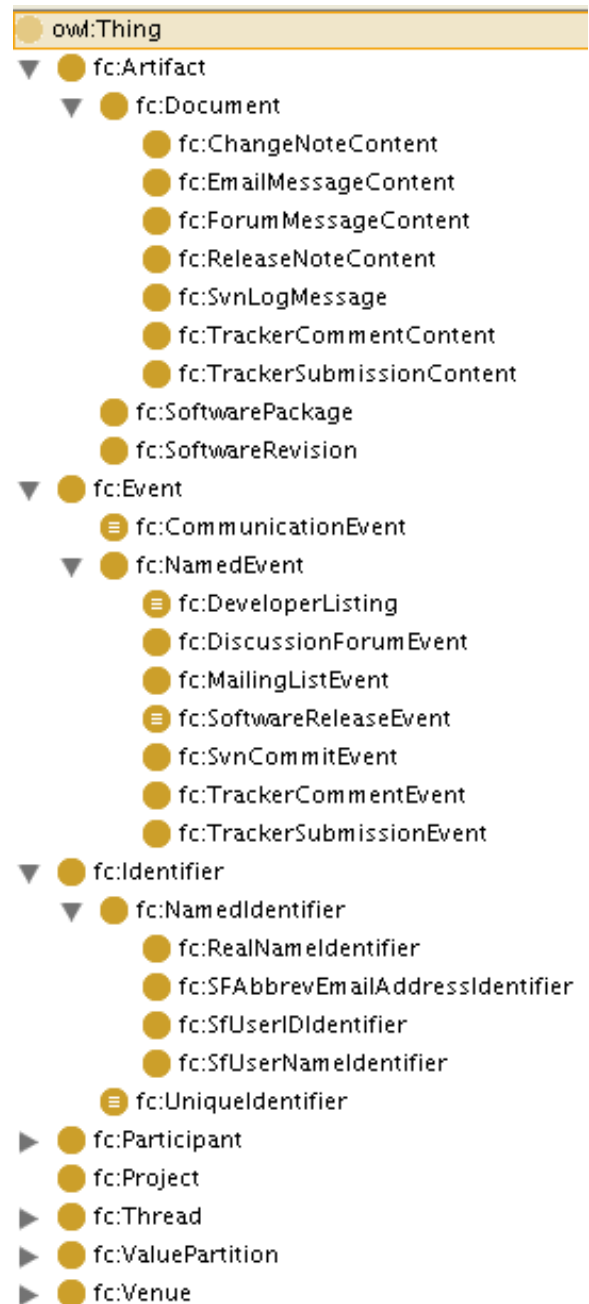 owl:Thing
fc:Artifact
fc:Document
fc:ChangeNoteContent
fc:EmailMessageContent
fc:ForumMessageContent
fc:ReleaseNoteContent
fc:SvnLogMessage
fc:TrackerCommentContent
fc:TrackerSubmissionContent
fc:SoftwarePackage
fc:SoftwareRevision
fc:Event
fc:CommunicationEvent
fc:NamedEvent
fc:DeveloperListing
fc:DiscussionForumEvent
fc:MailingListEvent
fc:SoftwareReleaseEvent
fc:SvnCommitEvent
fc:TrackerCommentEvent
fc:TrackerSubmissionEvent
fc:Identifier
fc:NamedIdentifier
fc:RealNameIdentifier
fc:SFAbbrevEmailAddressIdentifier
fc:SfUserIDIdentifier
fc:SfUserNameIdentifier
fc:UniqueIdentifier
fc:Participant
fc:Project
fc:Thread
fc:ValuePartition
fc:Venue